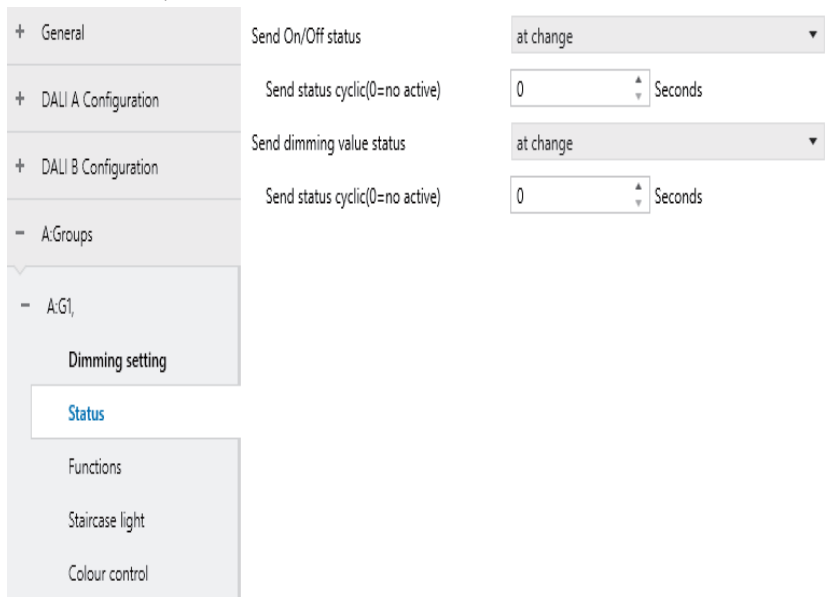 + General
+ DALI A Configuration
+ DALI B Configuration
− A:Groups
− A:G1,
Dimming setting
Status
Functions
Staircase light
Colour control
Send On/Off status at change
Send status cyclic(0=no active) 0 Seconds
Send dimming value status at change
Send status cyclic(0=no active) 0 Seconds